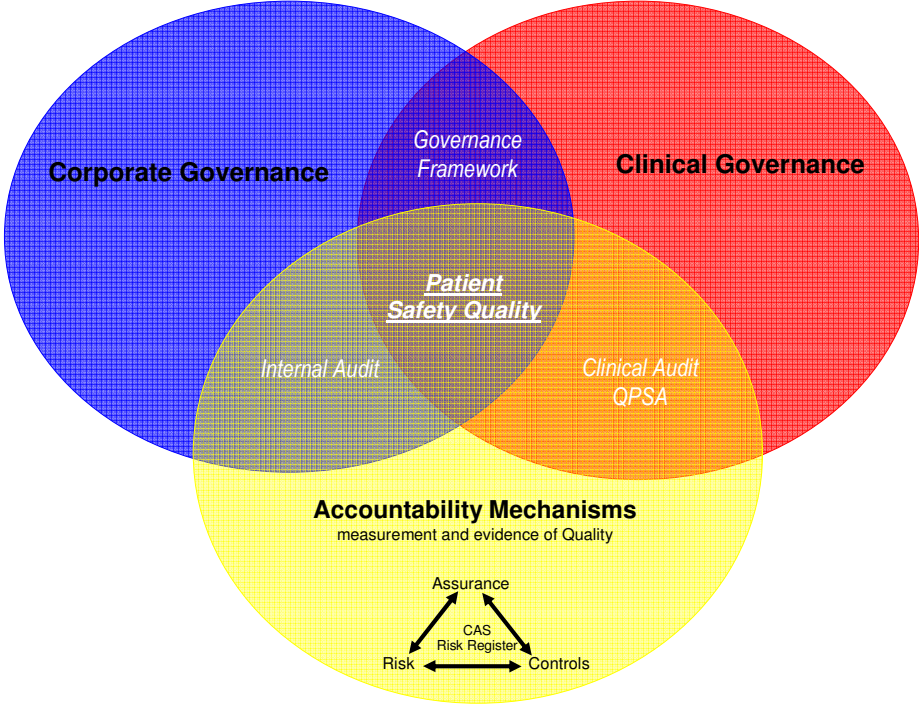 Governance
Framework
Corporate Governance
Clinical Governance
Patient
Safety Quality
Internal Audit
Clinical Audit
QPSA
Accountability Mechanisms
measurement and evidence of Quality
Assurance
CAS
Risk Register
Risk
Controls